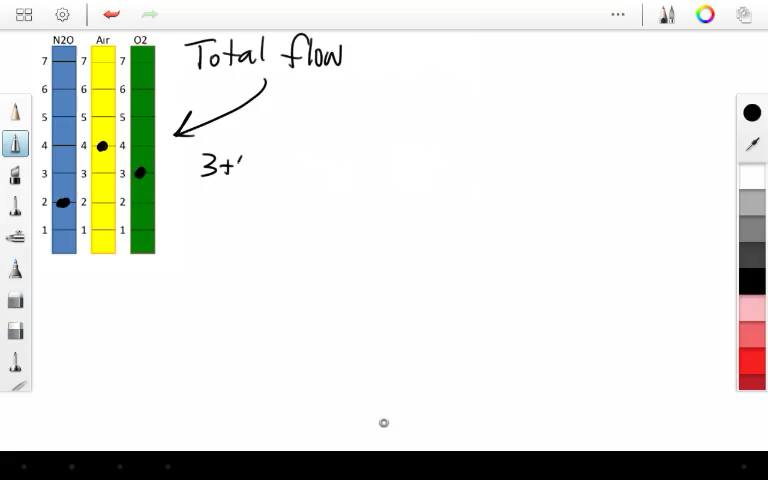 N2O Air O2
7 7 7
6 6 6
5 5 5
4 4 4
3 3 3
2 2 2
1 1 1
Total flow
3+